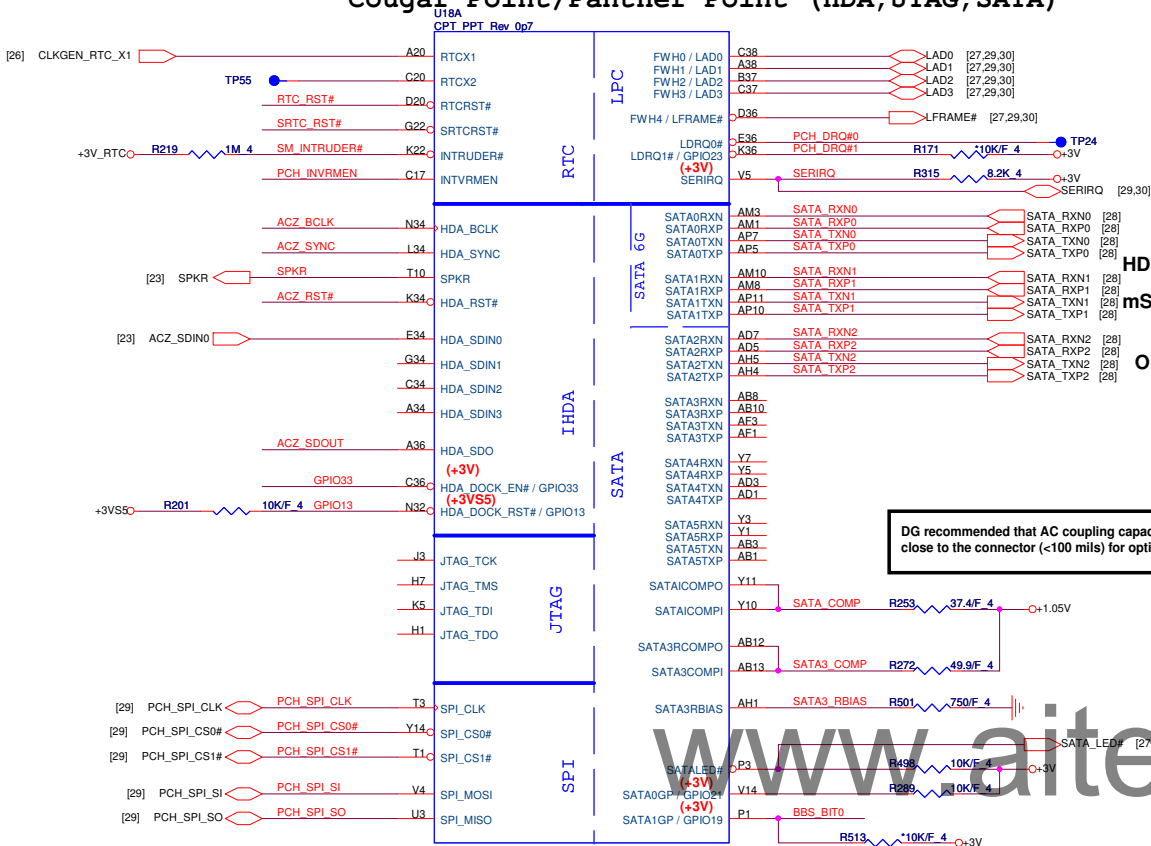 Cougar Point/Panther Point (HDA,JTAG,SATA)
U18A
CPT_PPT_Rev_0p7
[26] CLKGEN_RTC_X1 A20 RTCX1
TP55 C20 RTCX2
RTC_RST# D20 RTCRST#
SRTC_RST# G22 SRTCRST#
+3V_RTC R219 1M_4 SM_INTRUDER# K22 INTRUDER#
PCH_INVRMEN C17 INTVRMEN
RTC
LPC
FWH0 / LAD0 C38 LAD0 [27,29,30]
FWH1 / LAD1 A38 LAD1 [27,29,30]
FWH2 / LAD2 B37 LAD2 [27,29,30]
FWH3 / LAD3 C37 LAD3 [27,29,30]
FWH4 / LFRAME# D36 LFRAME# [27,29,30]
LDRQ0# E36 PCH_DRQ#0 TP24
LDRQ1# / GPIO23 K36 PCH_DRQ#1 R171 *10K/F_4 +3V
(+3V)
SERIRQ V5 SERIRQ R315 8.2K_4 +3V
SERIRQ [29,30]
ACZ_BCLK N34 HDA_BCLK
ACZ_SYNC L34 HDA_SYNC
[23] SPKR SPKR T10 SPKR
ACZ_RST# K34 HDA_RST#
[23] ACZ_SDIN0 E34 HDA_SDIN0
G34 HDA_SDIN1
C34 HDA_SDIN2
A34 HDA_SDIN3
ACZ_SDOUT A36 HDA_SDO
(+3V)
GPIO33 C36 HDA_DOCK_EN# / GPIO33
(+3VS5)
+3VS5 R201 10K/F_4 GPIO13 N32 HDA_DOCK_RST# / GPIO13
IHDA
SATA 6G
SATA
SATA0RXN AM3 SATA_RXN0 SATA_RXN0 [28]
SATA0RXP AM1 SATA_RXP0 SATA_RXP0 [28]
SATA0TXN AP7 SATA_TXN0 SATA_TXN0 [28]
SATA0TXP AP5 SATA_TXP0 SATA_TXP0 [28]
HD
SATA1RXN AM10 SATA_RXN1 SATA_RXN1 [28]
SATA1RXP AM8 SATA_RXP1 SATA_RXP1 [28]
SATA1TXN AP11 SATA_TXN1 SATA_TXN1 [28]
SATA1TXP AP10 SATA_TXP1 SATA_TXP1 [28]
mS
SATA2RXN AD7 SATA_RXN2 SATA_RXN2 [28]
SATA2RXP AD5 SATA_RXP2 SATA_RXP2 [28]
SATA2TXN AH5 SATA_TXN2 SATA_TXN2 [28]
SATA2TXP AH4 SATA_TXP2 SATA_TXP2 [28]
O
SATA3RXN AB8
SATA3RXP AB10
SATA3TXN AF3
SATA3TXP AF1
SATA4RXN Y7
SATA4RXP Y5
SATA4TXN AD3
SATA4TXP AD1
SATA5RXN Y3
SATA5RXP Y1
SATA5TXN AB3
SATA5TXP AB1
DG recommended that AC coupling capac
close to the connector (<100 mils) for opti
SATAICOMPO Y11
SATAICOMPI Y10 SATA_COMP R253 37.4/F_4 +1.05V
SATA3RCOMPO AB12
SATA3COMPI AB13 SATA3_COMP R272 49.9/F_4
SATA3RBIAS AH1 SATA3_RBIAS R501 750/F_4
J3 JTAG_TCK
H7 JTAG_TMS
K5 JTAG_TDI
H1 JTAG_TDO
JTAG
[29] PCH_SPI_CLK PCH_SPI_CLK T3 SPI_CLK
[29] PCH_SPI_CS0# PCH_SPI_CS0# Y14 SPI_CS0#
[29] PCH_SPI_CS1# PCH_SPI_CS1# T1 SPI_CS1#
[29] PCH_SPI_SI PCH_SPI_SI V4 SPI_MOSI
[29] PCH_SPI_SO PCH_SPI_SO U3 SPI_MISO
SPI
SATA_LED# [27
SATALED# P3 R498 10K/F_4 +3V
(+3V)
SATA0GP / GPIO21 V14 R289 10K/F_4
(+3V)
SATA1GP / GPIO19 P1 BBS_BIT0
R513 *10K/F_4 +3V
www.aite